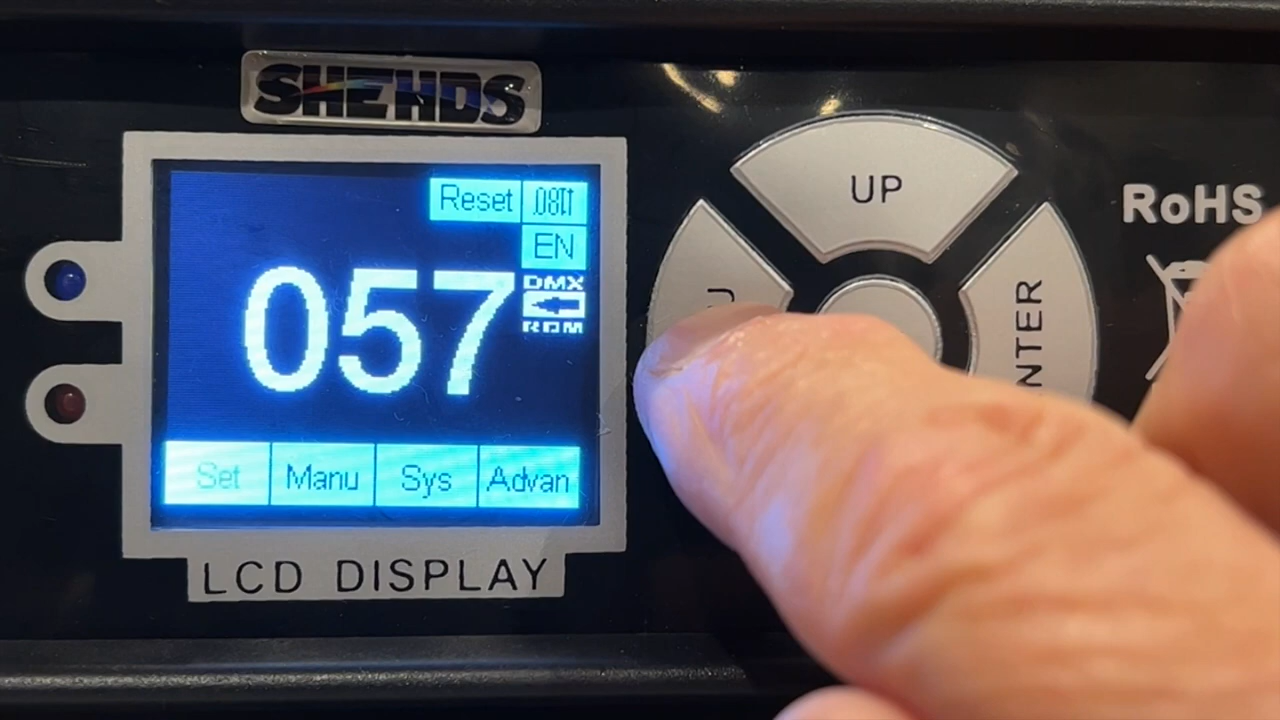 SHEHDS
Reset
EN
057
DMX
RDM
Set Manu Sys Advan
LCD DISPLAY
UP
RoHS